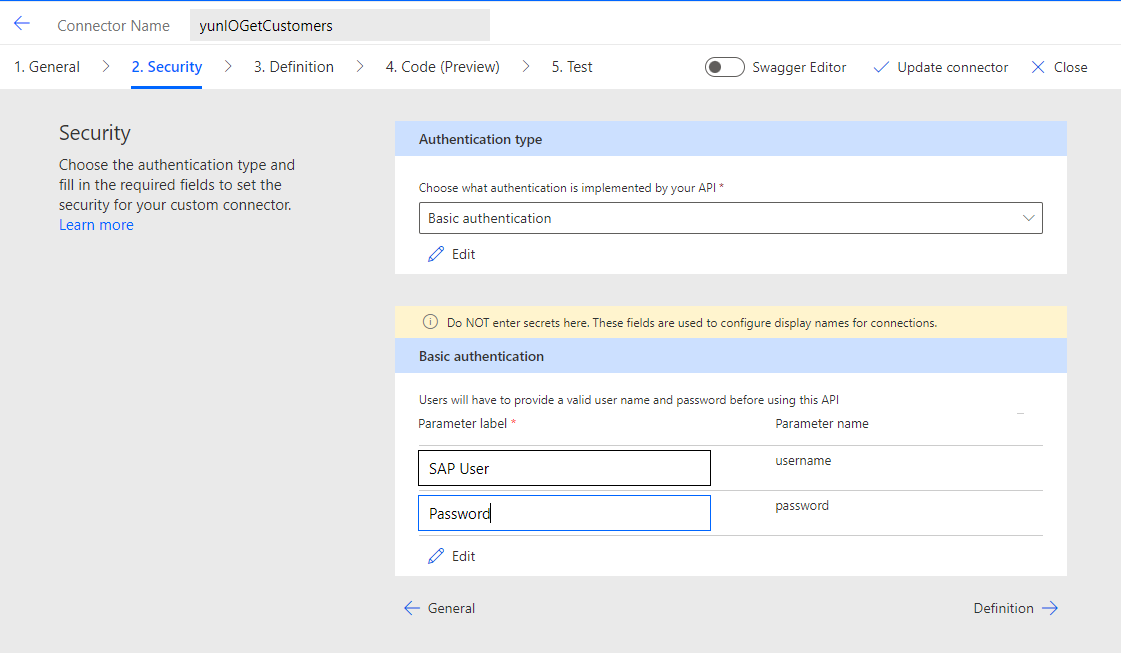 Connector Name
yunIOGetCustomers
1. General
2. Security
3. Definition
4. Code (Preview)
5. Test
Swagger Editor
Update connector
Close
Security
Choose the authentication type and
fill in the required fields to set the
security for your custom connector.
Learn more
Authentication type
Choose what authentication is implemented by your API *
Basic authentication
Edit
Do NOT enter secrets here. These fields are used to configure display names for connections.
Basic authentication
Users will have to provide a valid user name and password before using this API
Parameter label *
Parameter name
SAP User
username
Password
password
Edit
General
Definition